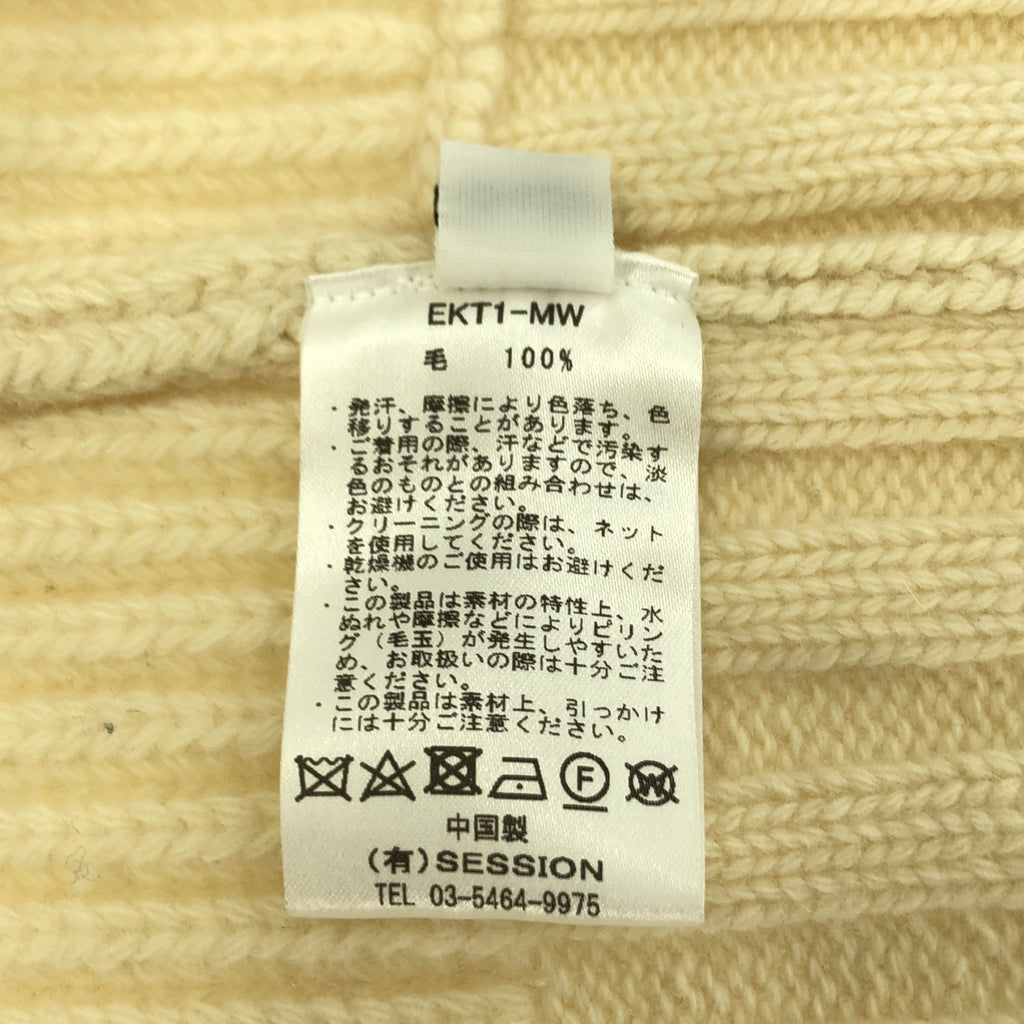 EKT1-MW
毛 100%
・発汗、摩擦により色落ち、色
移りすることがあります。
・ご着用の際、汗などで汚染す
るおそれがありますので、淡
色のものとの組み合わせは、
お避けください。
・クリーニングの際は、ネット
を使用してください。
・乾燥機のご使用はお避けくだ
さい。
・この製品は素材の特性上、水
ぬれや摩擦などによりピリン
グ（毛玉）が発生しやすいた
め、お取扱いの際は十分ご注
意ください。
・この製品は素材上、引っかけ
には十分ご注意ください。
F W
中国製
(有)SESSION
TEL 03-5464-9975